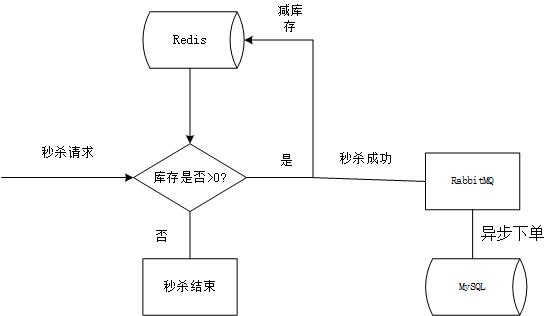 减库
存
Redis
秒杀请求
库存是否>0?
是
秒杀成功
RabbitMQ
否
异步下单
秒杀结束
MySQL